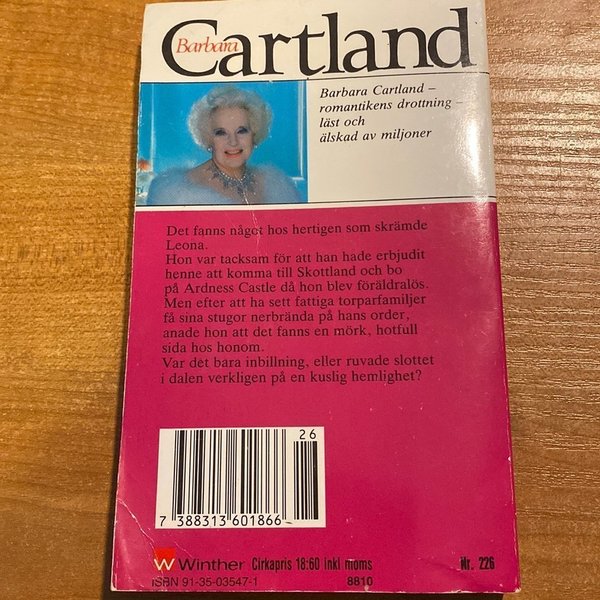 Barbara
Cartland
Barbara Cartland –
romantikens drottning –
läst och
älskad av miljoner
Det fanns något hos hertigen som skrämde
Leona.
Hon var tacksam för att han hade erbjudit
henne att komma till Skottland och bo
på Ardness Castle då hon blev föräldralös.
Men efter att ha sett fattiga torparfamiljer
få sina stugor nerbrända på hans order,
anade hon att det fanns en mörk, hotfull
sida hos honom.
Var det bara inbillning, eller ruvade slottet
i dalen verkligen på en kuslig hemlighet?
26
7 388313 601866
Winther Cirkapris 18:60 inkl moms Nr. 226
ISBN 91-35-03547-1 8810